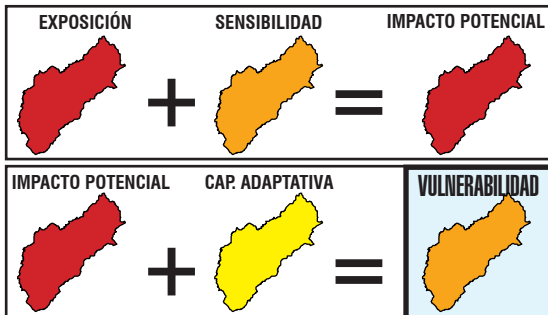 EXPOSICIÓN SENSIBILIDAD IMPACTO POTENCIAL
+ =
IMPACTO POTENCIAL CAP. ADAPTATIVA VULNERABILIDAD
+ =